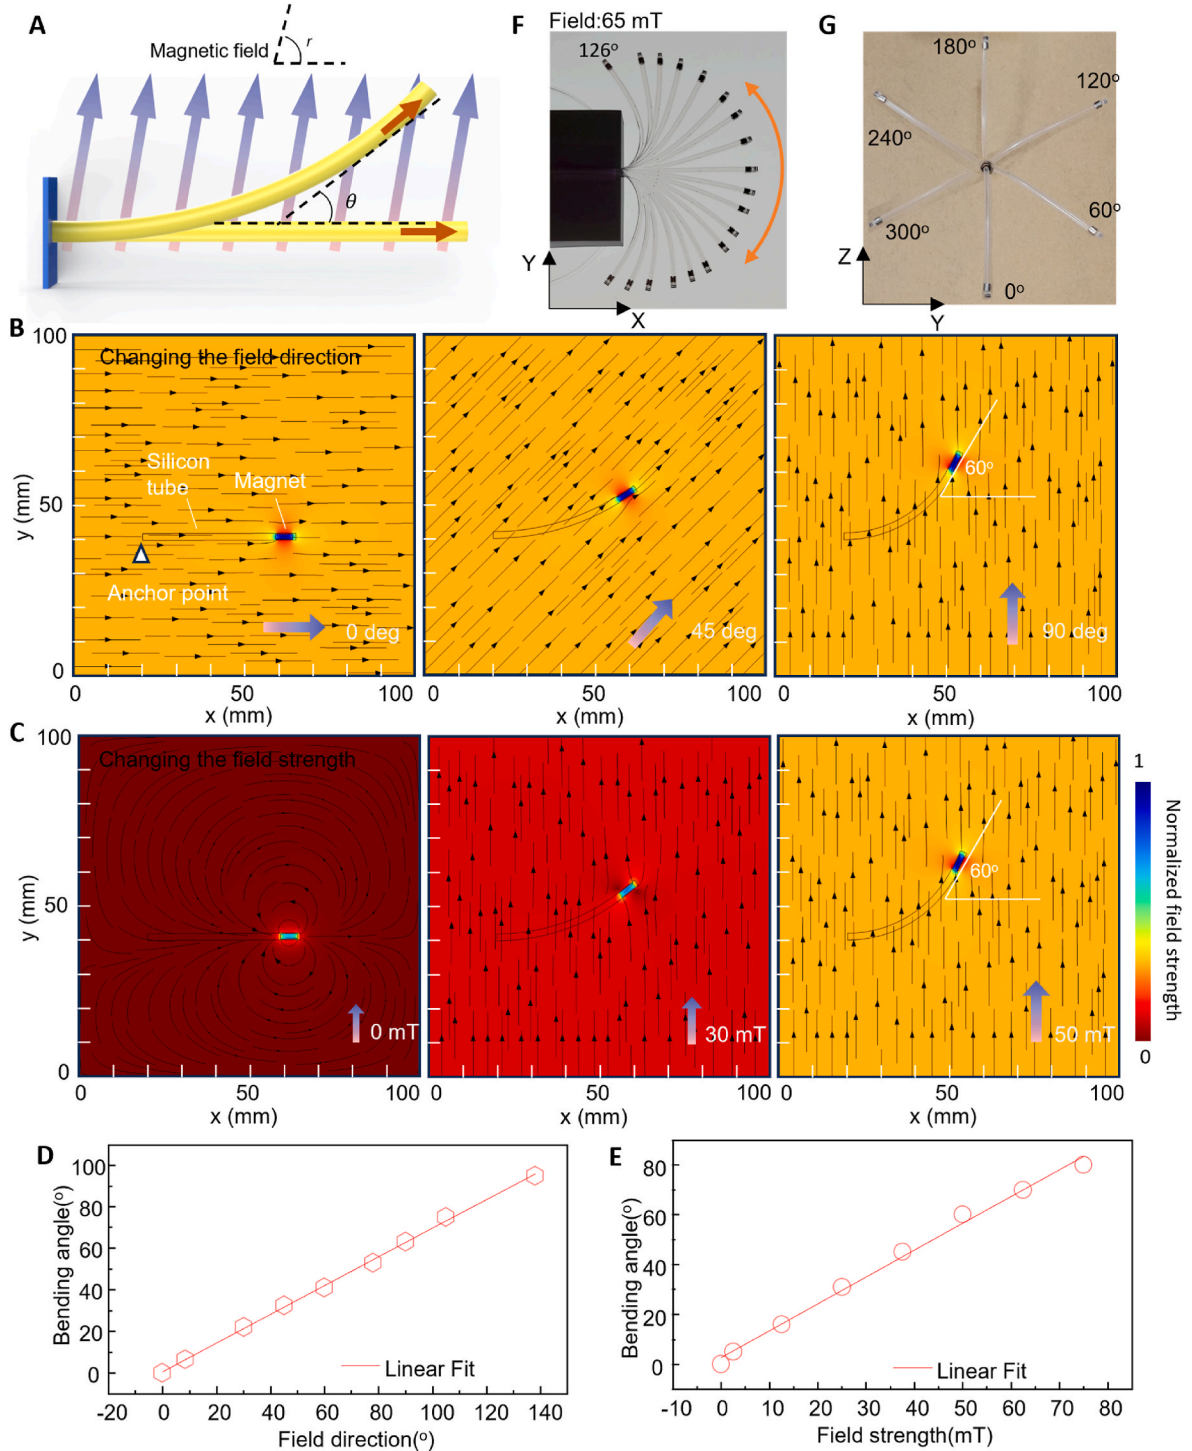 A
Magnetic field
r
θ
F
Field:65 mT
126°
Y
X
G
180°
120°
240°
60°
300°
0°
Z
Y
B
100
50
0
y (mm)
Changing the field direction
Silicon
tube
Magnet
Anchor point
0 deg
0
50
100
x (mm)
45 deg
50
100
x (mm)
60°
90 deg
0
50
100
x (mm)
C
100
50
0
y (mm)
Changing the field strength
0 mT
0
50
100
x (mm)
30 mT
50
100
x (mm)
60°
50 mT
0
50
100
x (mm)
1
Normalized field strength
0
D
100
80
60
40
20
0
Bending angle(°)
Linear Fit
-20 0 20 40 60 80 100 120 140
Field direction(°)
E
80
60
40
20
0
Bending angle(°)
Linear Fit
-10 0 10 20 30 40 50 60 70 80
Field strength(mT)